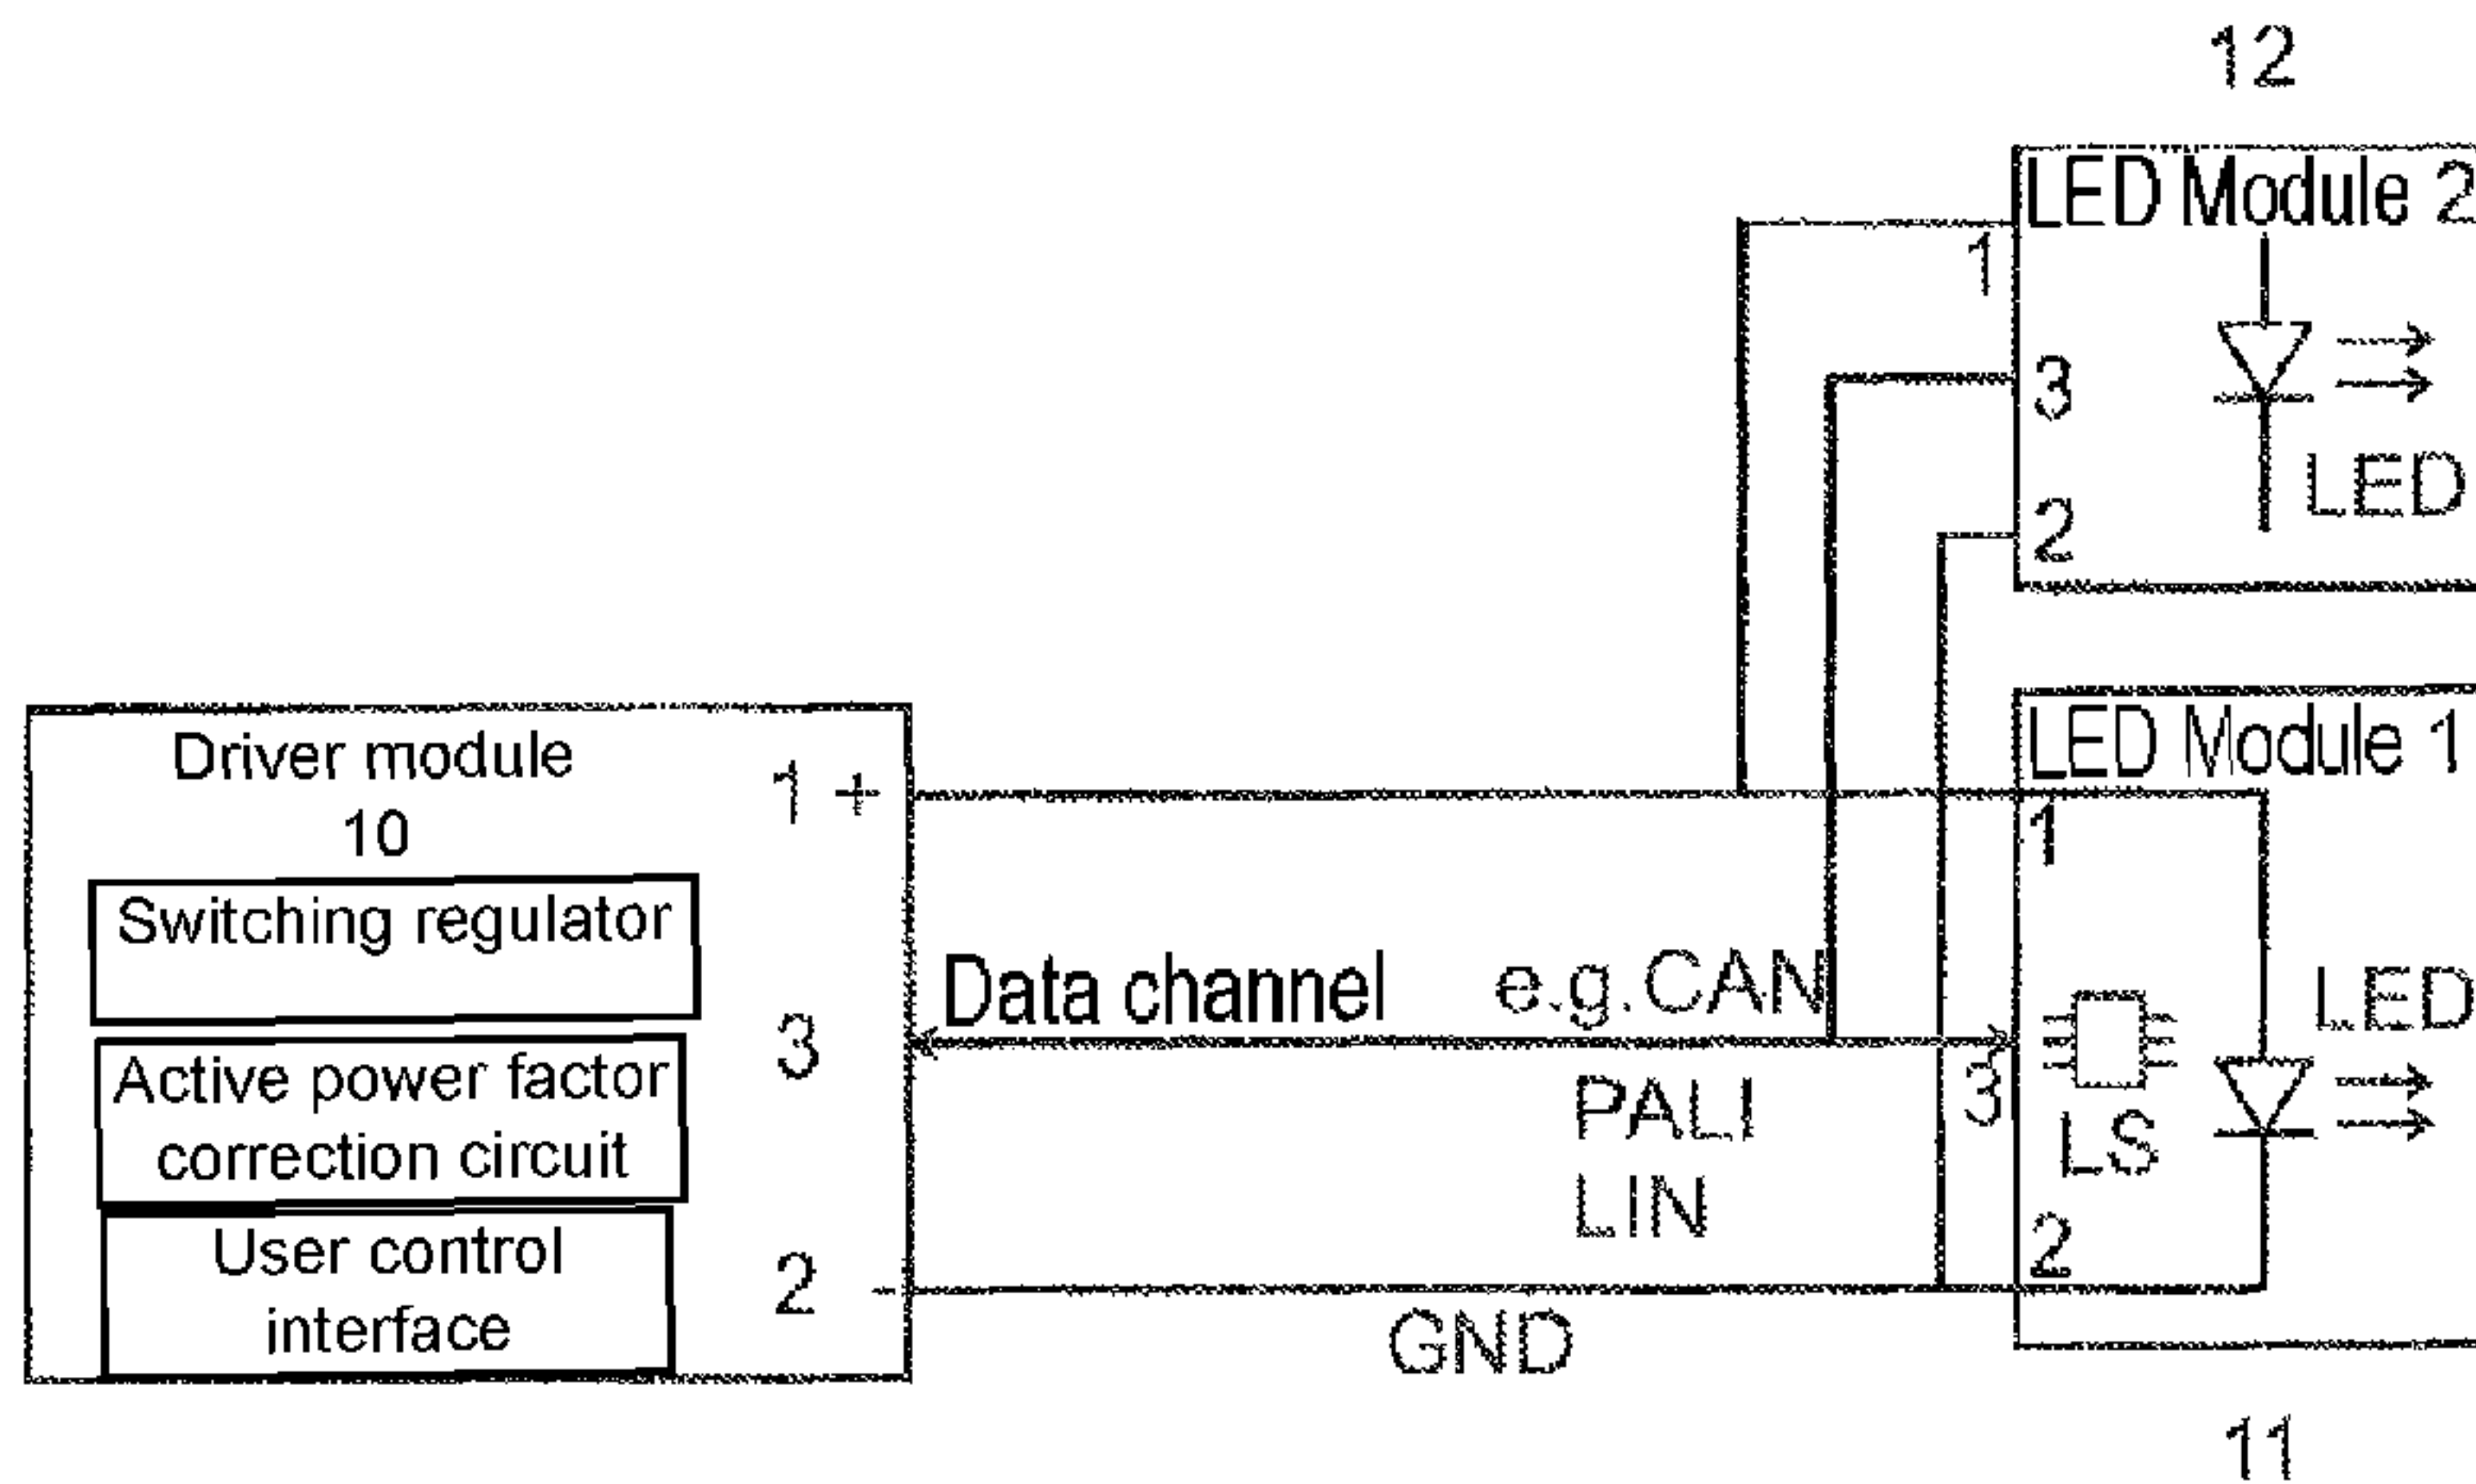 12
LED Module 2
1
3
2
LED
Driver module
10
Switching regulator
Active power factor
correction circuit
User control
interface
1 +
3
2 -
Data channel e.g.CAN
PALI
LIN
GND
LED Module 1
1
3
2
LS
LED
11